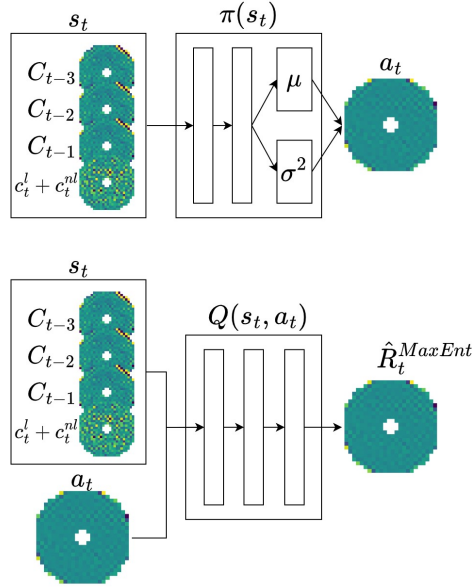 s_t
π(s_t)
C_{t-3}
C_{t-2}
C_{t-1}
c_t^l + c_t^{nl}
μ
σ^2
a_t
s_t
C_{t-3}
C_{t-2}
C_{t-1}
c_t^l + c_t^{nl}
a_t
Q(s_t, a_t)
\hat{R}_t^{MaxEnt}